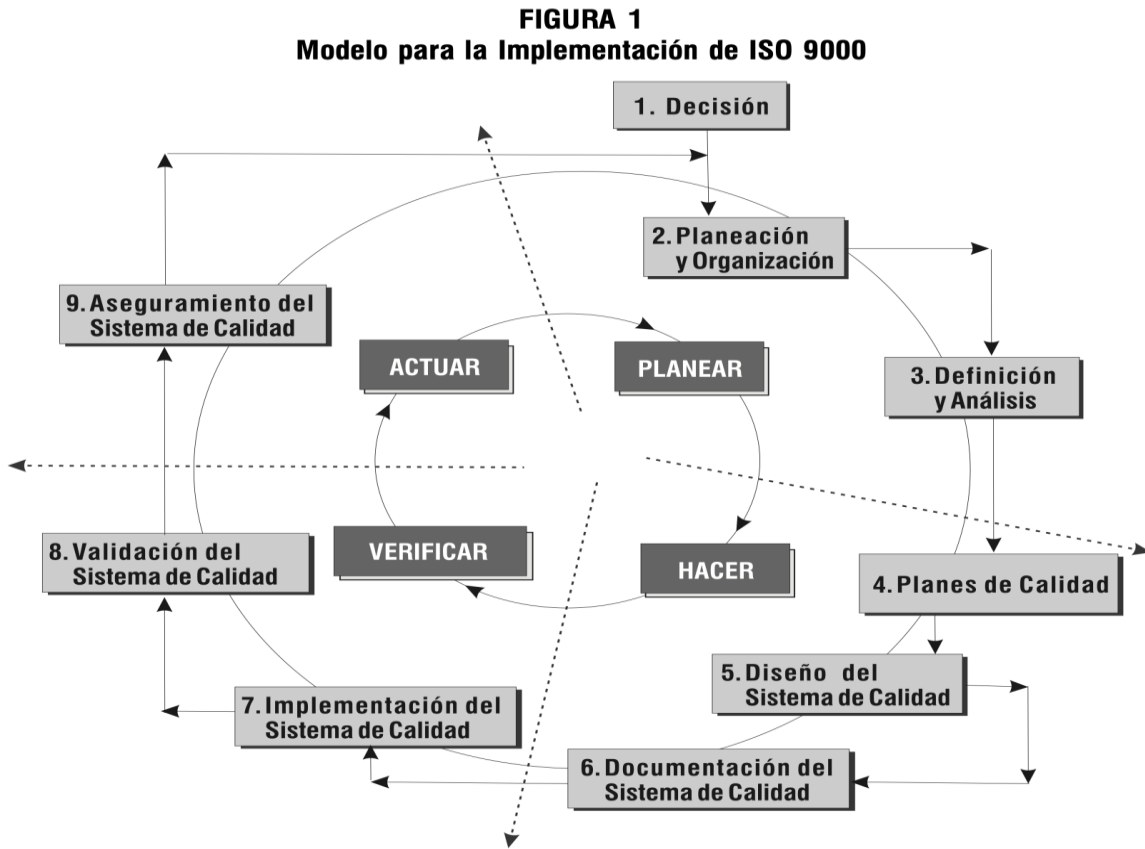 FIGURA 1
Modelo para la Implementación de ISO 9000
1. Decisión
2. Planeación
y Organización
3. Definición
y Análisis
4. Planes de Calidad
5. Diseño del
Sistema de Calidad
6. Documentación del
Sistema de Calidad
7. Implementación del
Sistema de Calidad
8. Validación del
Sistema de Calidad
9. Aseguramiento del
Sistema de Calidad
ACTUAR
PLANEAR
VERIFICAR
HACER